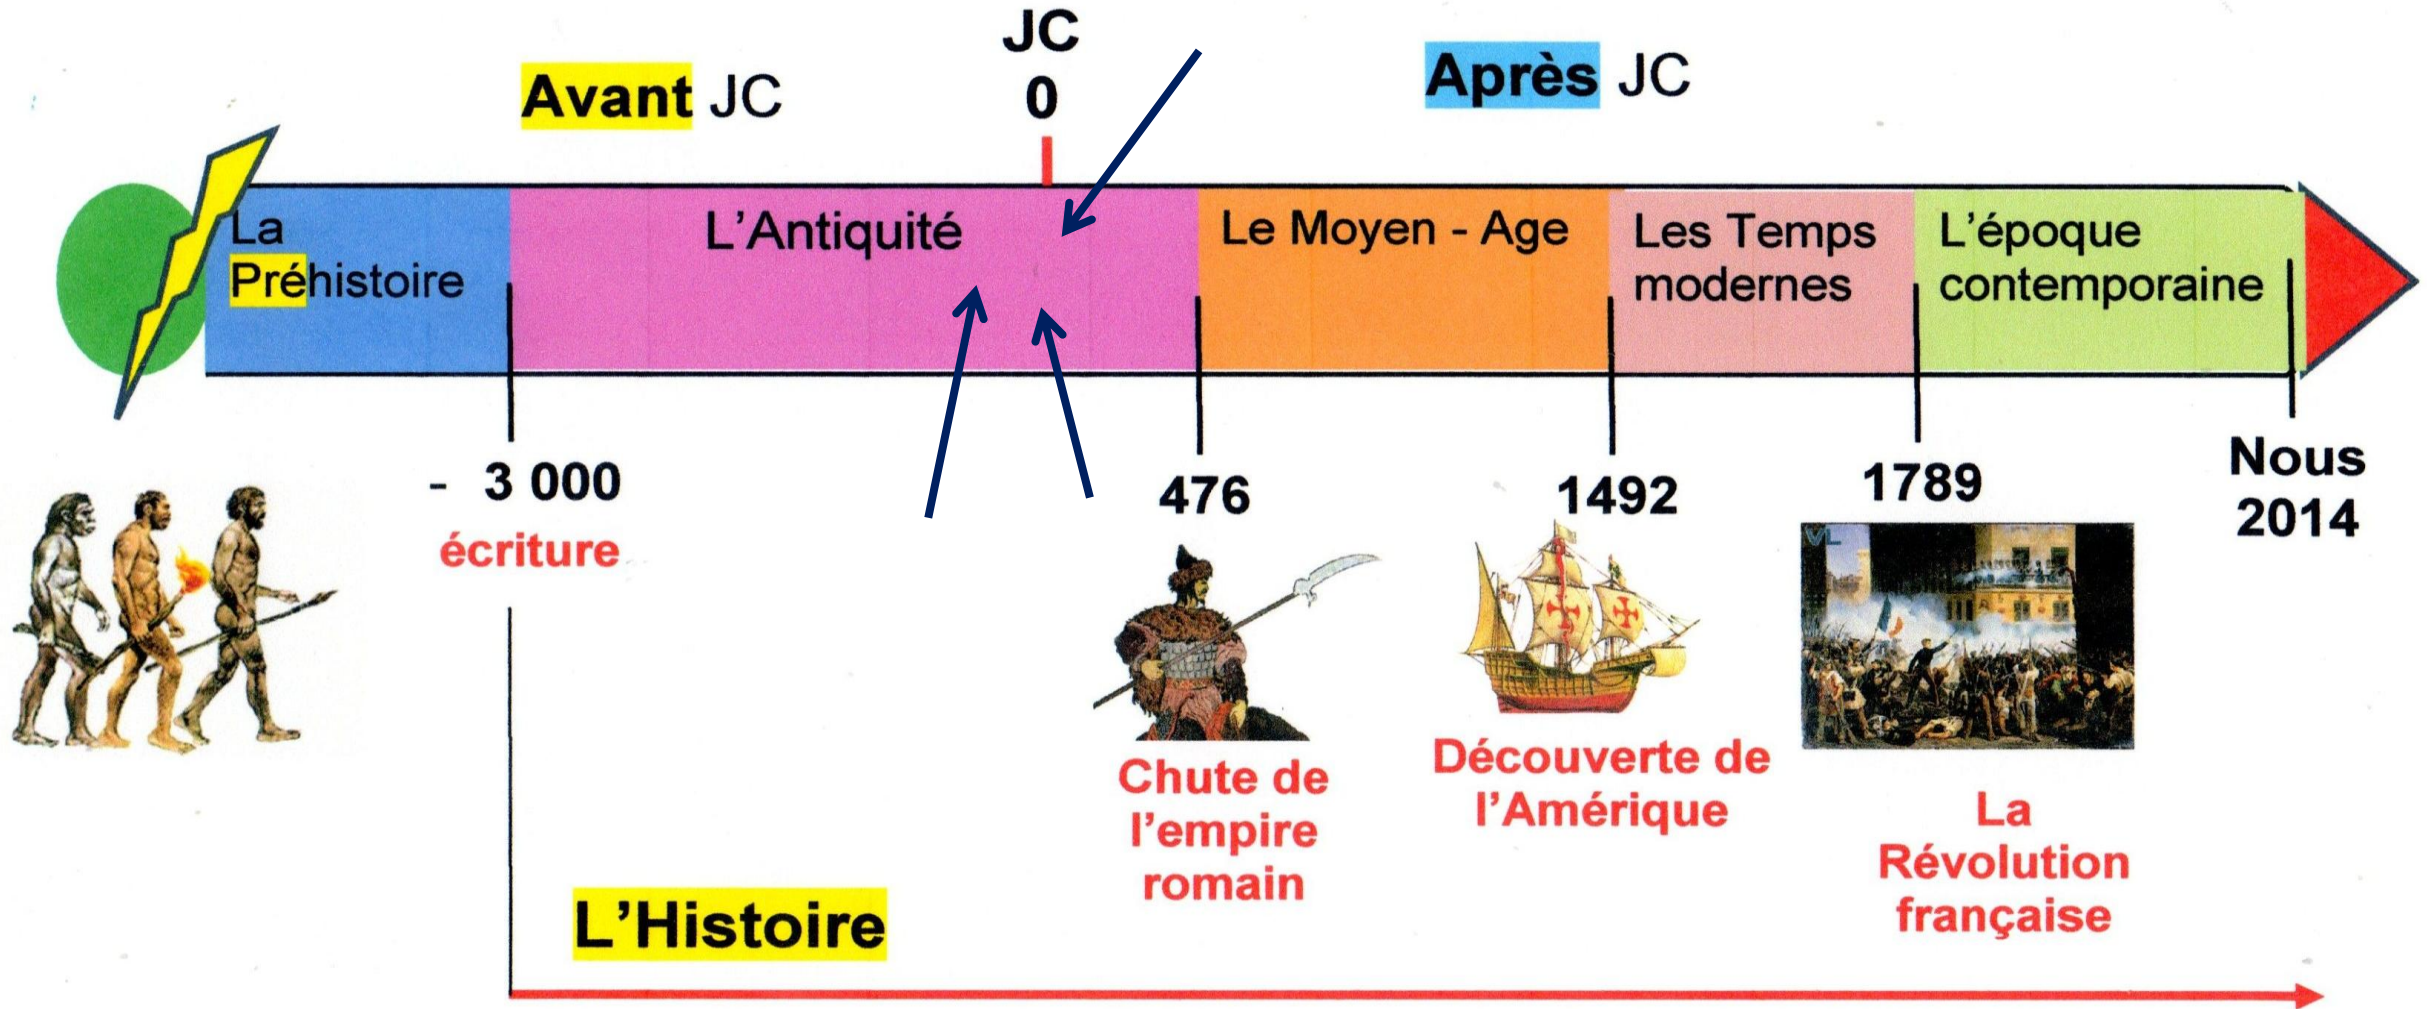 JC
0
Avant JC
Après JC
La
Préhistoire
L'Antiquité
Le Moyen - Age
Les Temps
modernes
L'époque
contemporaine
- 3 000
écriture
476
1492
1789
Nous
2014
VL
Chute de
l'empire
romain
Découverte de
l'Amérique
La
Révolution
française
L'Histoire